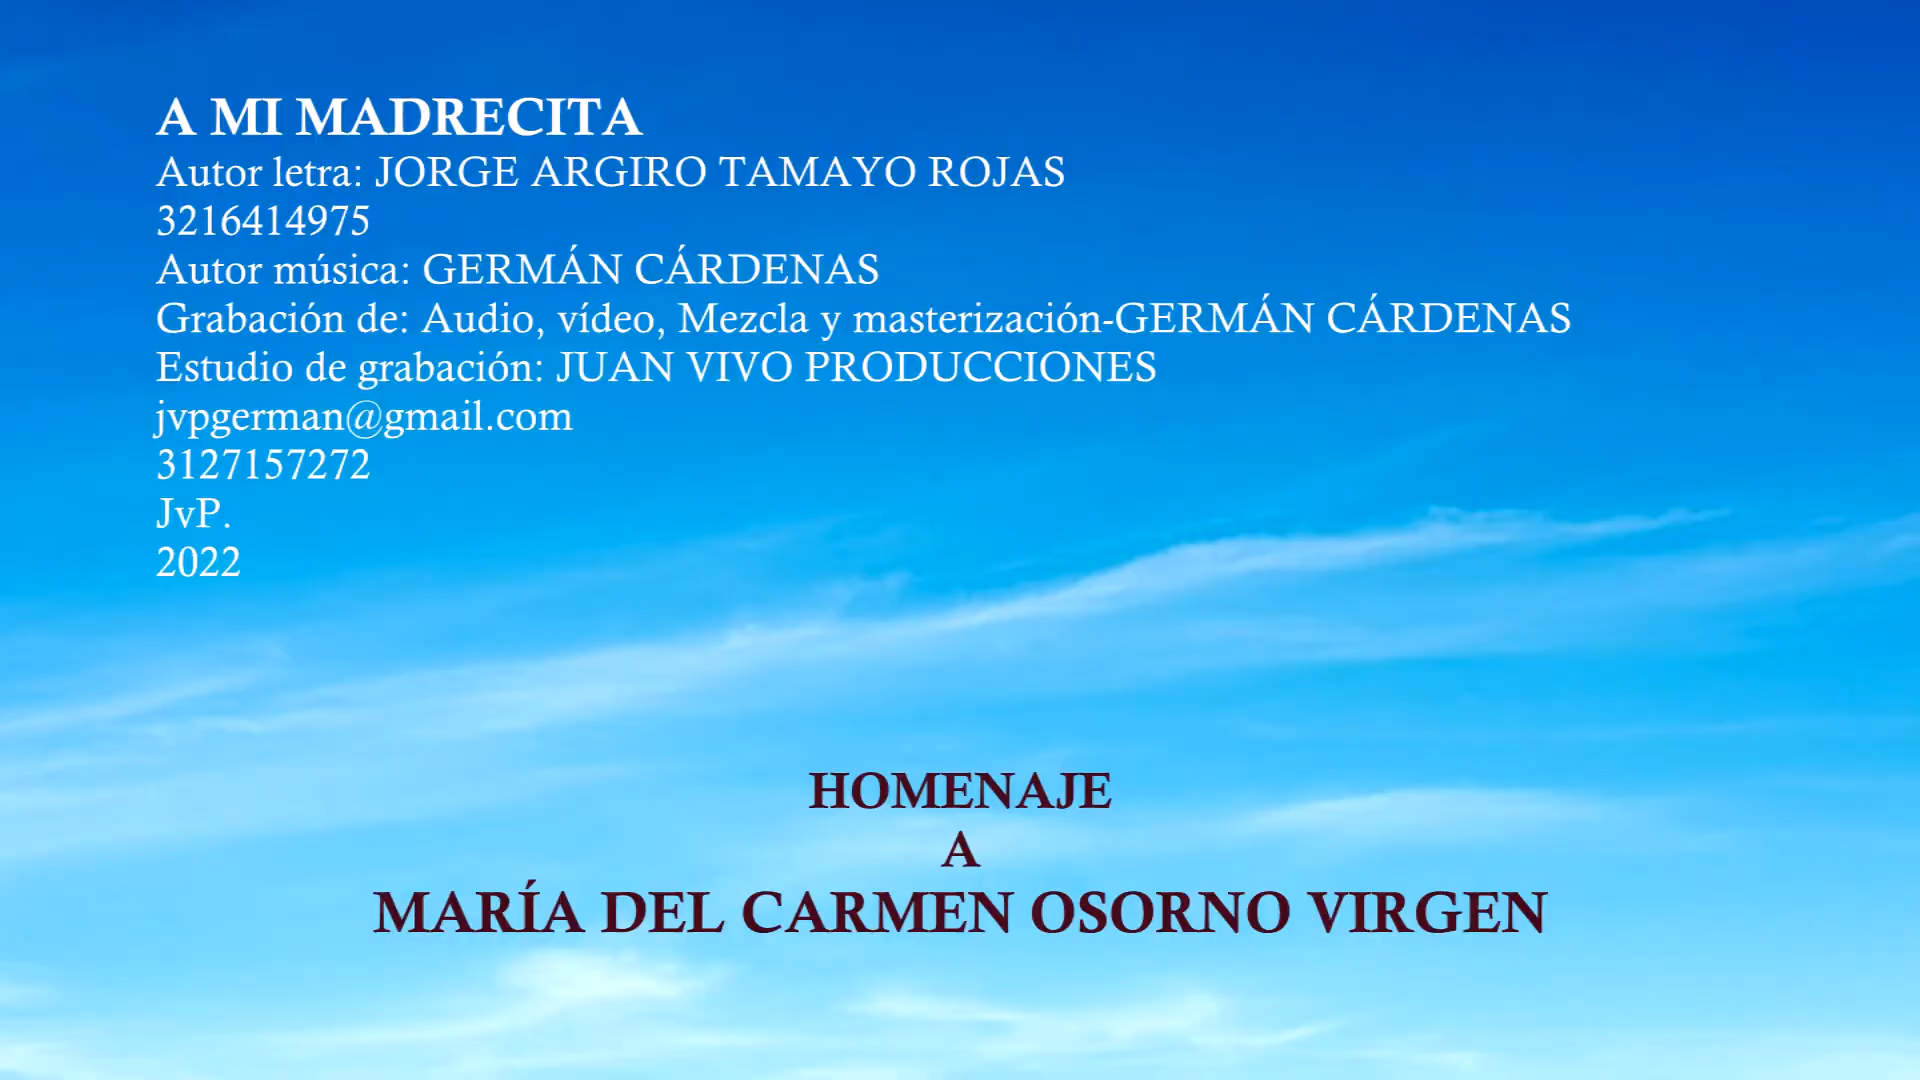 A MI MADRECITA
Autor letra: JORGE ARGIRO TAMAYO ROJAS
3216414975
Autor música: GERMÁN CÁRDENAS
Grabación de: Audio, vídeo, Mezcla y masterización-GERMÁN CÁRDENAS
Estudio de grabación: JUAN VIVO PRODUCCIONES
jvpgerman@gmail.com
3127157272
JvP.
2022
HOMENAJE
A
MARÍA DEL CARMEN OSORNO VIRGEN